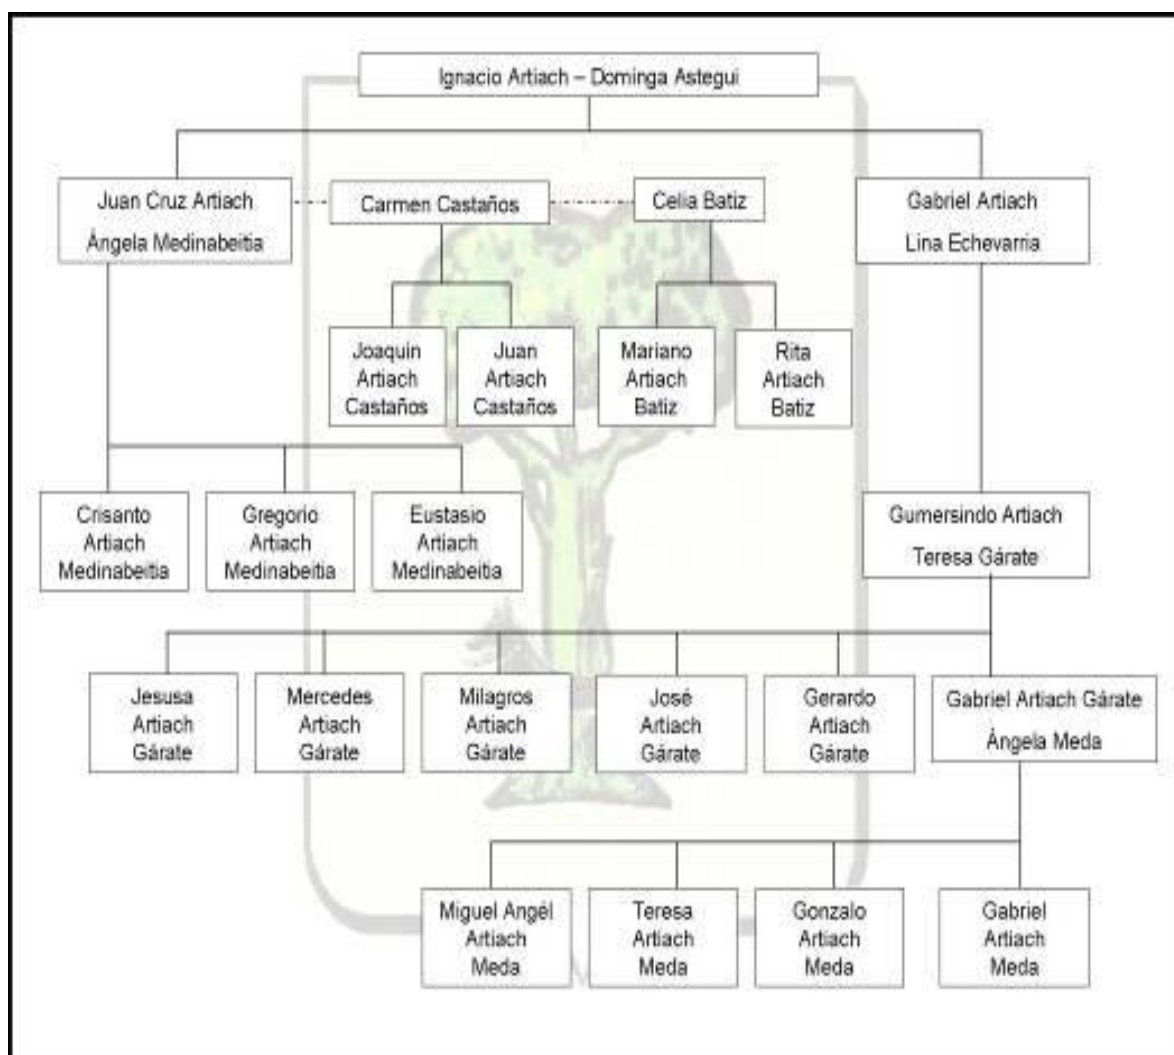 Ignacio Artiach – Dominga Astegui
Juan Cruz Artiach
Ángela Medinabeitia
Carmen Castaños
Celia Batiz
Gabriel Artiach
Lina Echevarria
Joaquin
Artiach
Castaños
Juan
Artiach
Castaños
Mariano
Artiach
Batiz
Rita
Artiach
Batiz
Crisanto
Artiach
Medinabeitia
Gregorio
Artiach
Medinabeitia
Eustasio
Artiach
Medinabeitia
Gumersindo Artiach
Teresa Gárate
Jesusa
Artiach
Gárate
Mercedes
Artiach
Gárate
Milagros
Artiach
Gárate
José
Artiach
Gárate
Gerardo
Artiach
Gárate
Gabriel Artiach Gárate
Ángela Meda
Miguel Angél
Artiach
Meda
Teresa
Artiach
Meda
Gonzalo
Artiach
Meda
Gabriel
Artiach
Meda